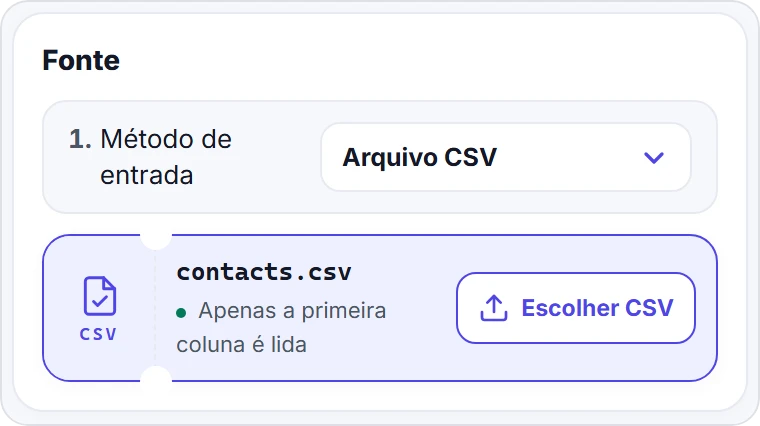 Fonte
1. Método de
entrada
Arquivo CSV
CSV
contacts.csv
Apenas a primeira
coluna é lida
Escolher CSV